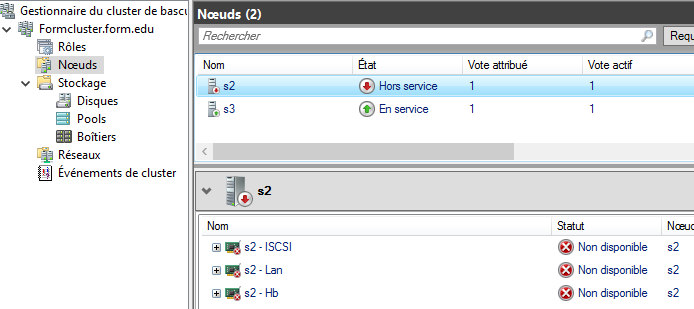 Gestionnaire du cluster de bascu
Formcluster.form.edu
Rôles
Nœuds
Stockage
Disques
Pools
Boîtiers
Réseaux
Événements de cluster
Nœuds (2)
Rechercher
Requ
Nom État Vote attribué Vote actif
s2 Hors service 1 1
s3 En service 1 1
s2
Nom Statut Nœuc
s2 - ISCSI Non disponible s2
s2 - Lan Non disponible s2
s2 - Hb Non disponible s2